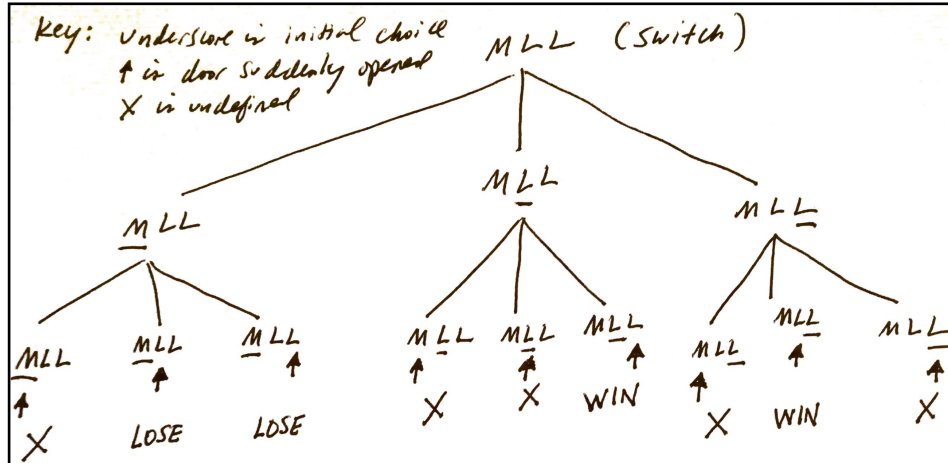 Key: underscore is initial choice
↑ is door suddenly opened
X is undefined
MLL (switch)
MLL MLL MLL
MLL MLL MLL MLL MLL MLL MLL MLL MLL
↑ ↑ ↑ ↑ ↑ ↑ ↑ ↑ ↑
X LOSE LOSE X X WIN X WIN X